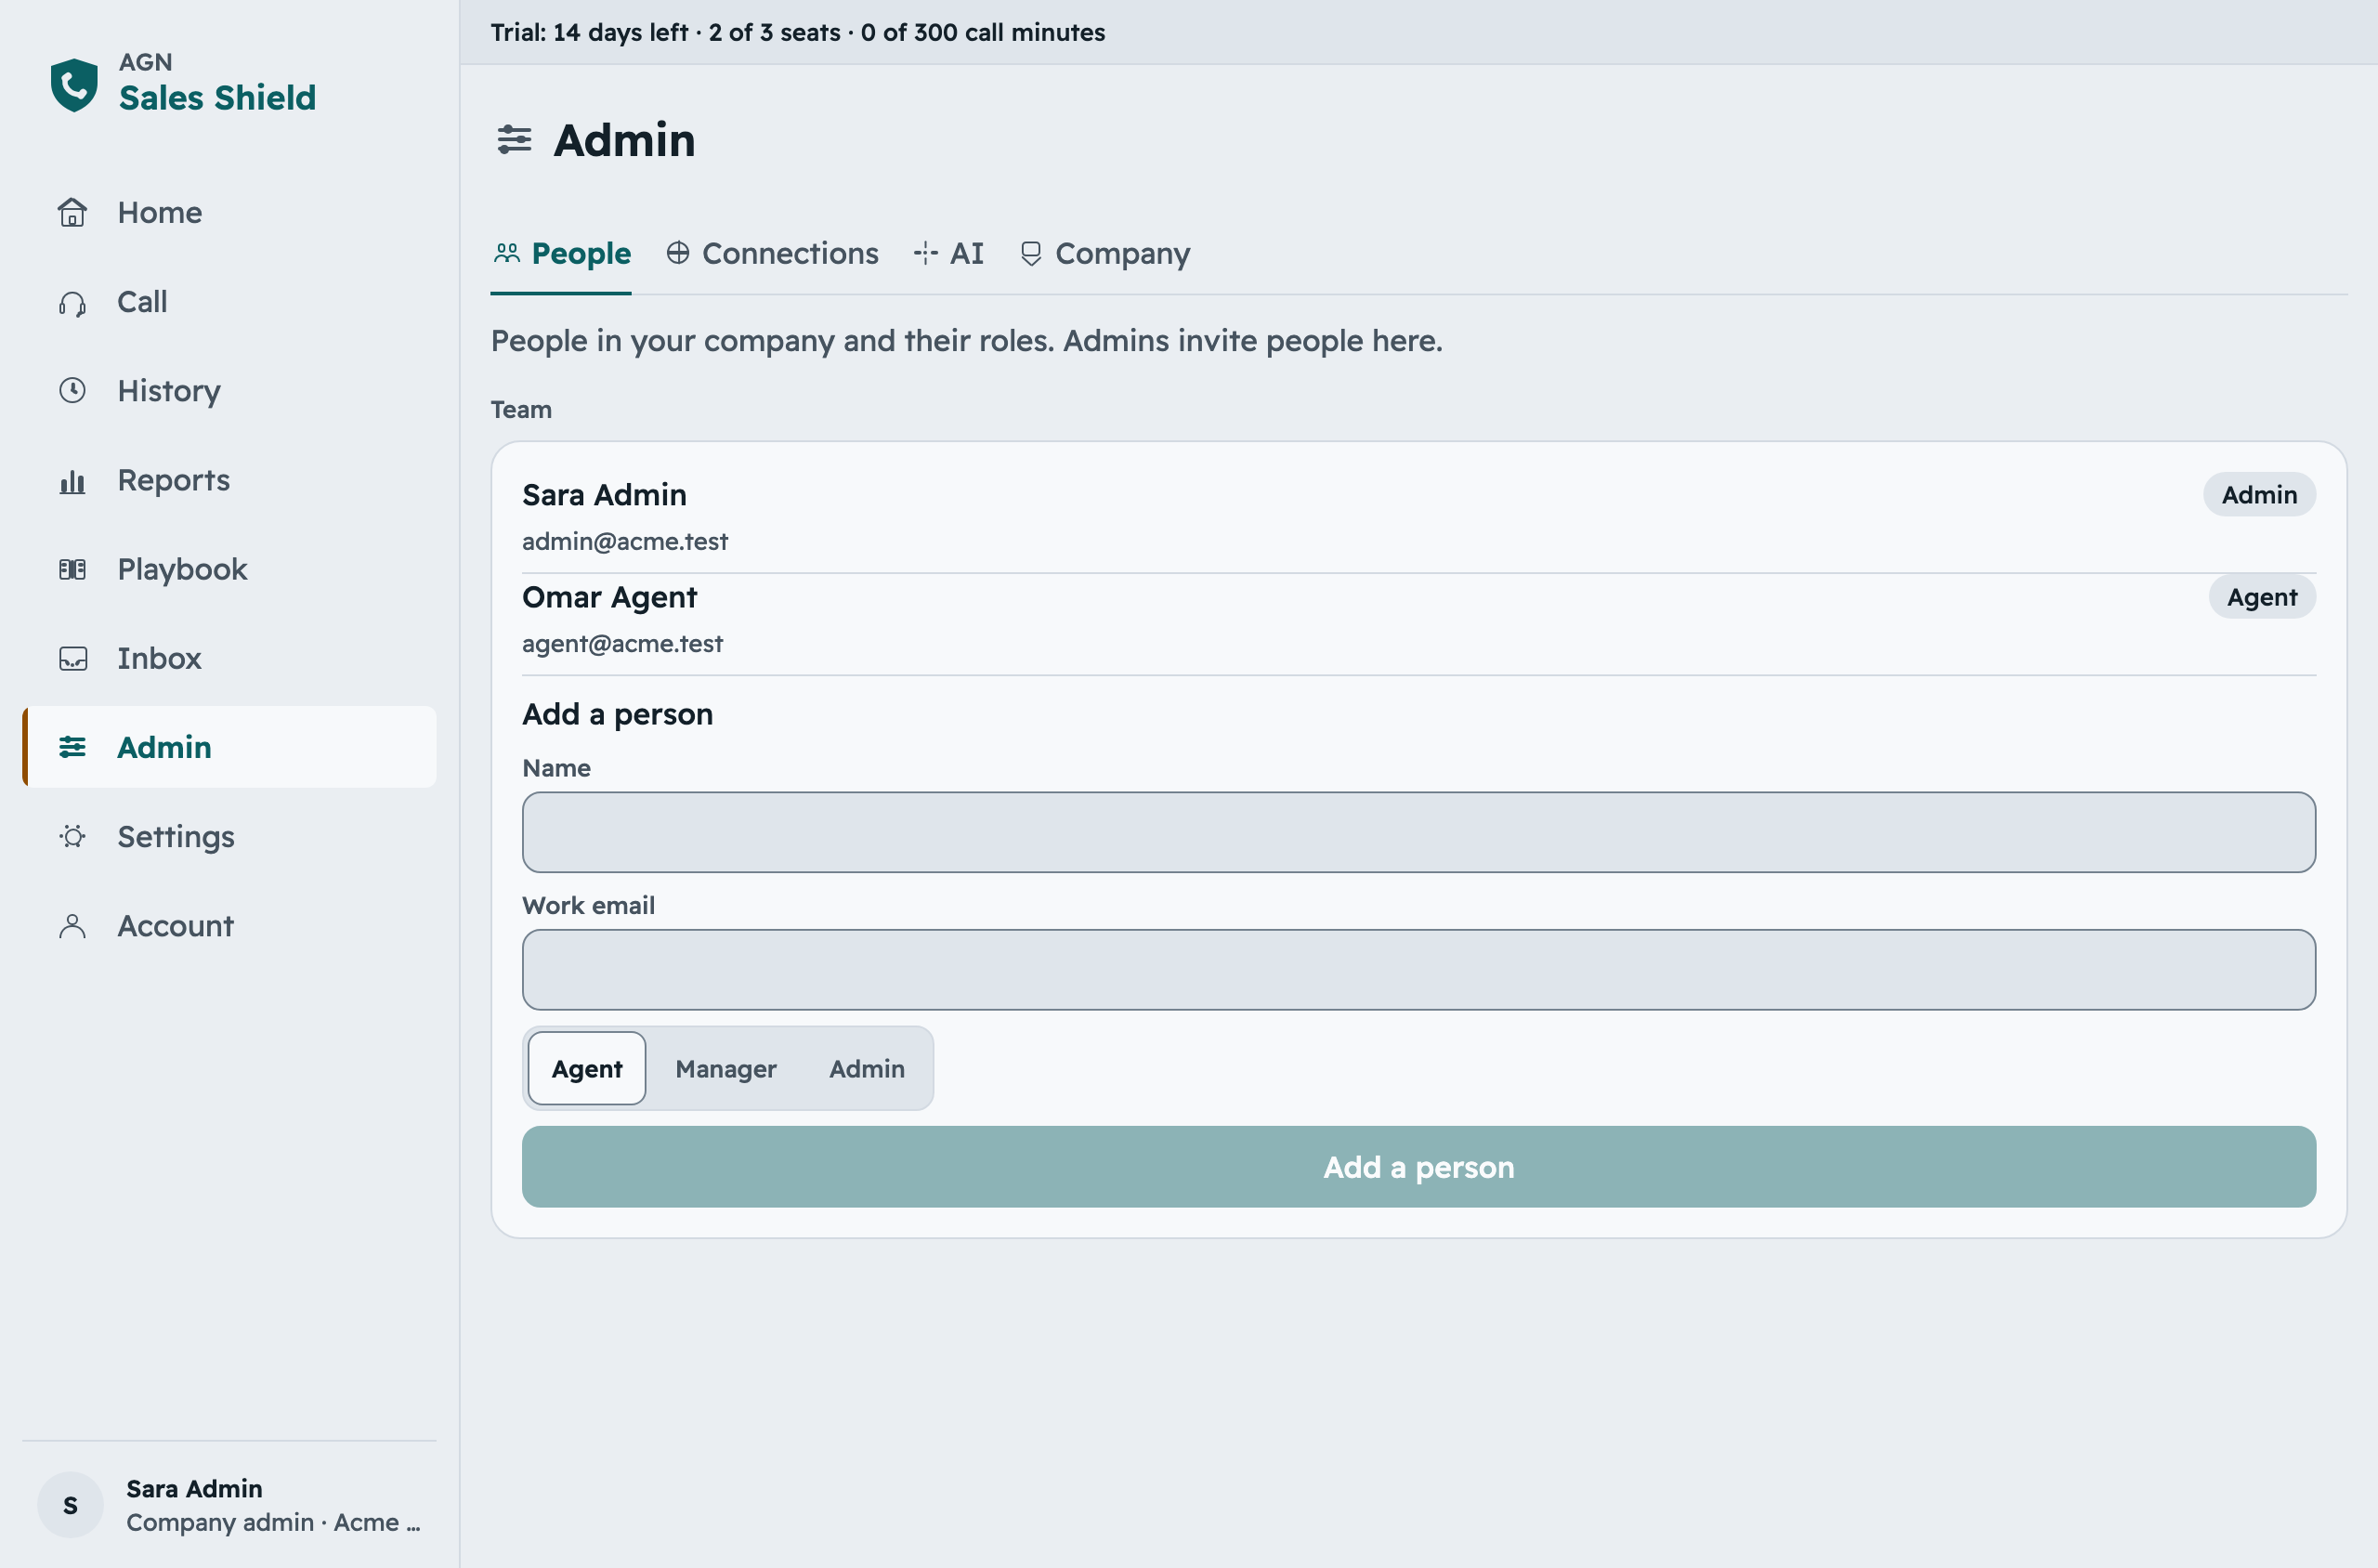 AGN
Sales Shield
Home
Call
History
Reports
Playbook
Inbox
Admin
Settings
Account
S
Sara Admin
Company admin · Acme ...
Trial: 14 days left · 2 of 3 seats · 0 of 300 call minutes
Admin
People
Connections
AI
Company
People in your company and their roles. Admins invite people here.
Team
Sara Admin
Admin
admin@acme.test
Omar Agent
Agent
agent@acme.test
Add a person
Name
Work email
Agent
Manager
Admin
Add a person